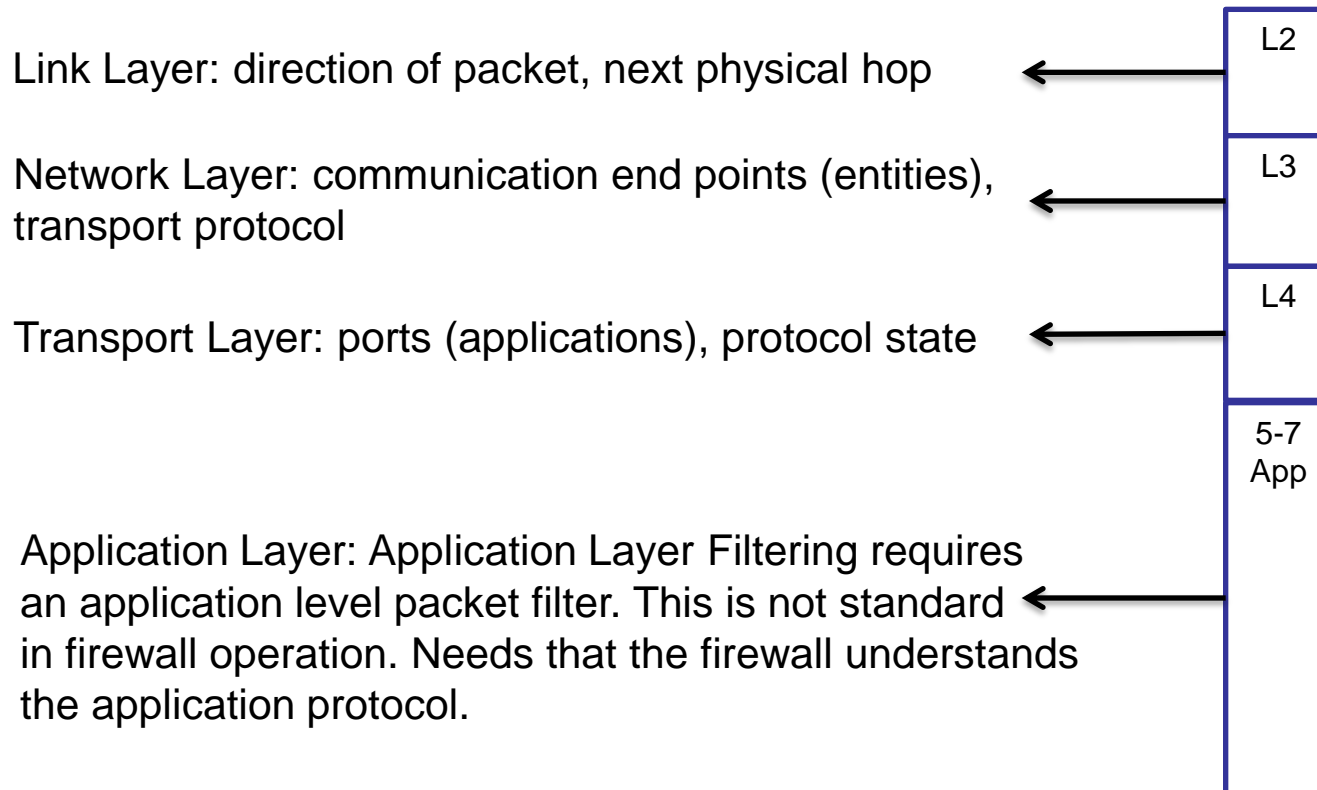 Link Layer: direction of packet, next physical hop
L2
Network Layer: communication end points (entities),
transport protocol
L3
Transport Layer: ports (applications), protocol state
L4
5-7
App
Application Layer: Application Layer Filtering requires
an application level packet filter. This is not standard
in firewall operation. Needs that the firewall understands
the application protocol.